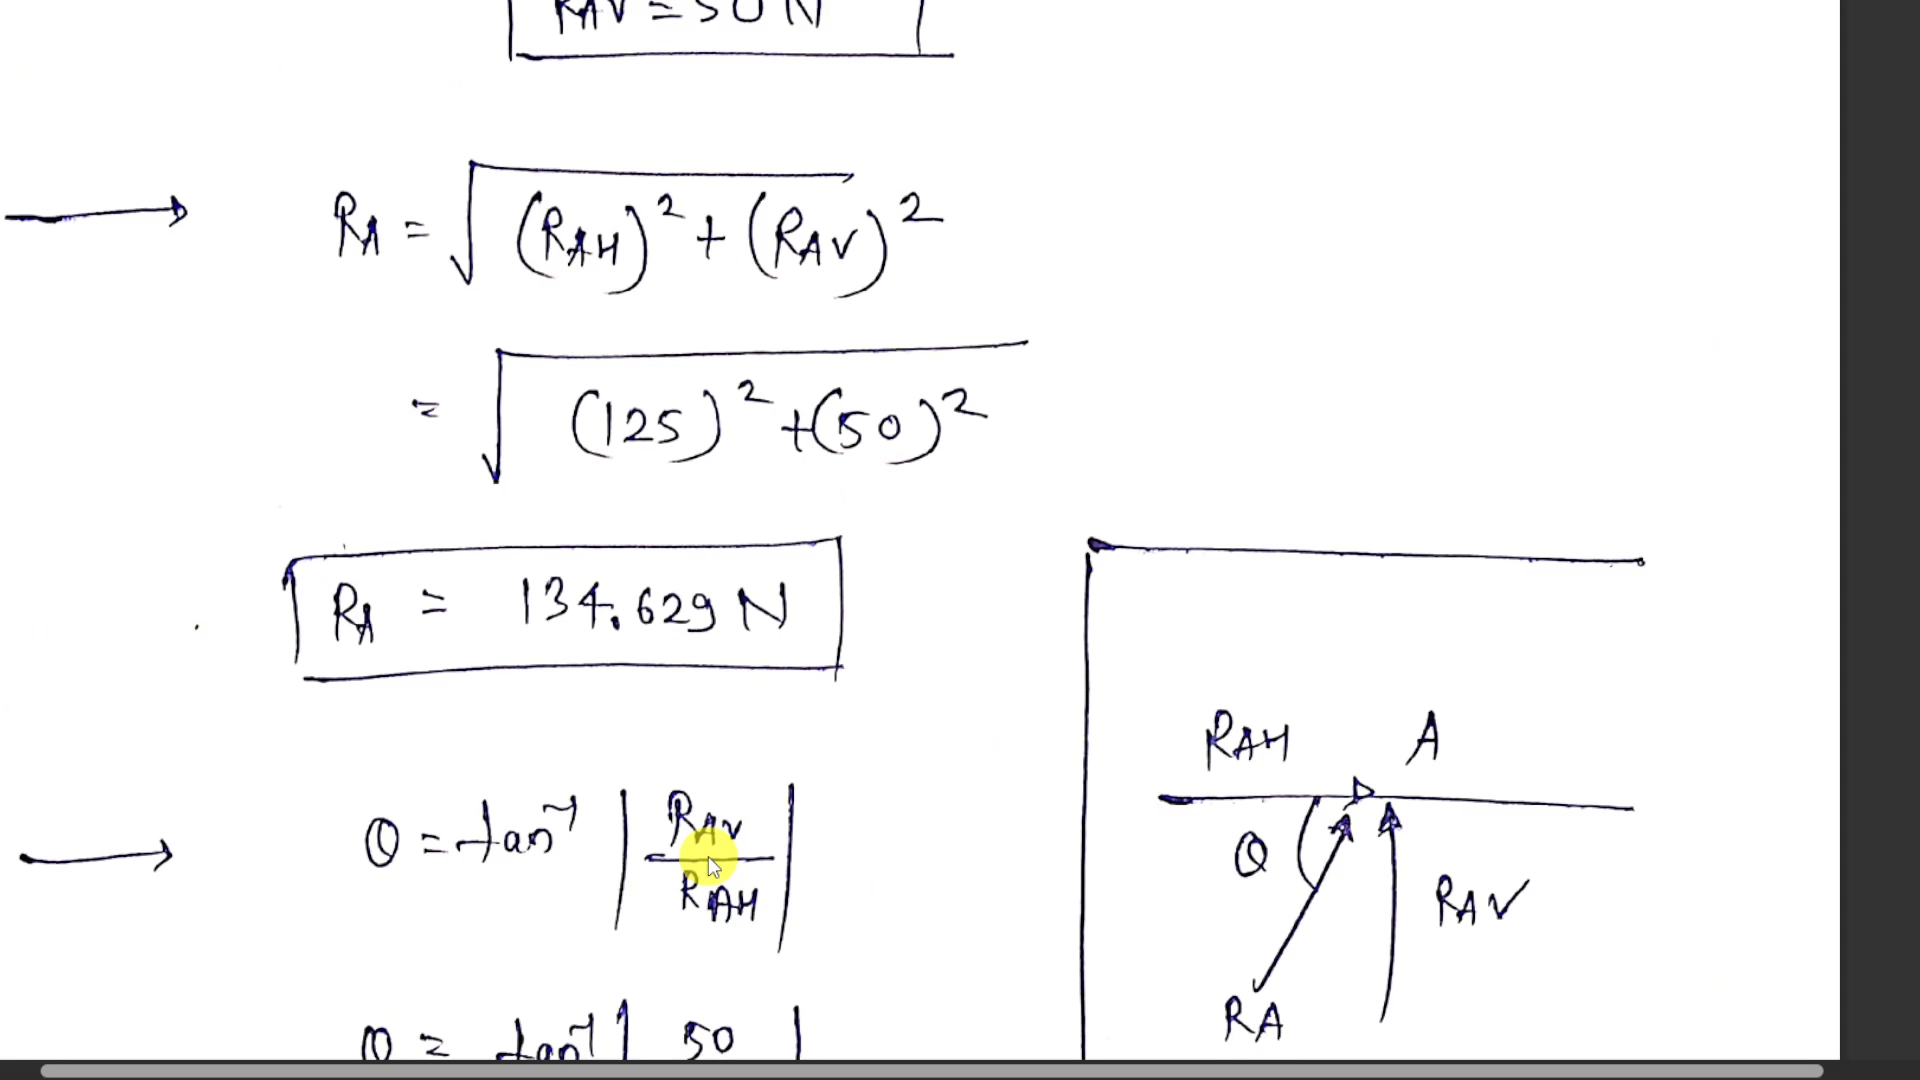 RAV = 50 N
RA = √(RAH)² + (RAV)²
= √(125)² + (50)²
RA = 134.629 N
RAH A
θ = tan⁻¹ | RAV / RAH |
θ
RAV
RA
θ = tan⁻¹ | 50 |